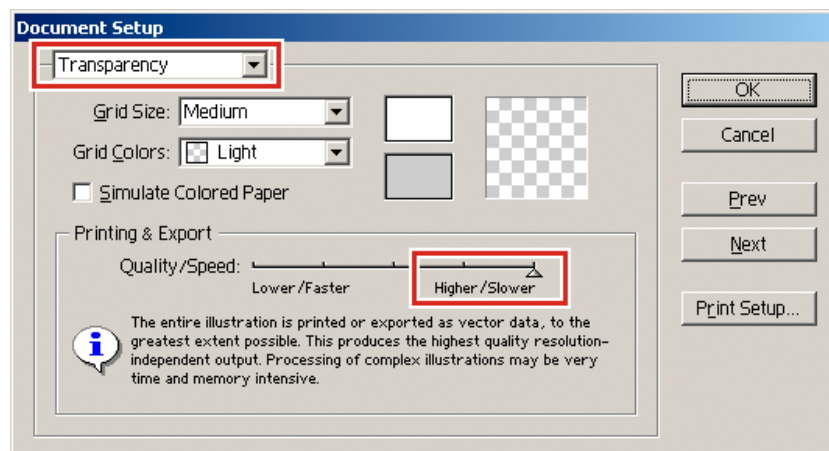 Document Setup
Transparency
Grid Size: Medium
Grid Colors: Light
Simulate Colored Paper
Printing & Export
Quality/Speed:
Lower/Faster Higher/Slower
The entire illustration is printed or exported as vector data, to the
greatest extent possible. This produces the highest quality resolution-
independent output. Processing of complex illustrations may be very
time and memory intensive.
OK
Cancel
Prev
Next
Print Setup...